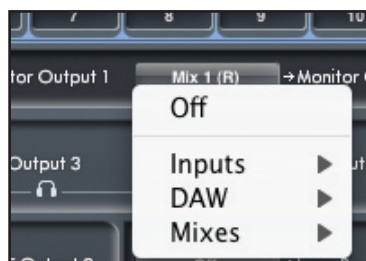 7 8 9 10
tor Output 1 Mix 1 (R) →Monitor
Off
Inputs
Output 3
DAW
Mixes